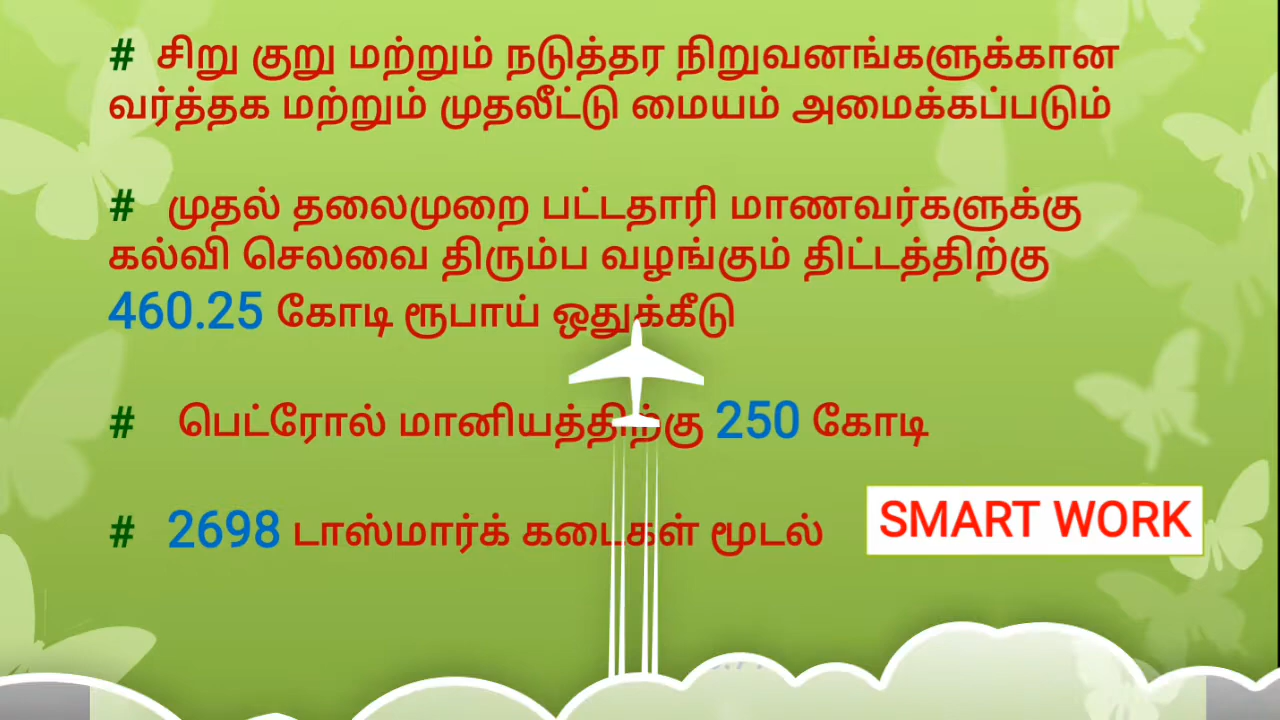 # சிறு குறு மற்றும் நடுத்தர நிறுவனங்களுக்கான
வர்த்தக மற்றும் முதலீட்டு மையம் அமைக்கப்படும்
# முதல் தலைமுறை பட்டதாரி மாணவர்களுக்கு
கல்வி செலவை திரும்ப வழங்கும் திட்டத்திற்கு
460.25 கோடி ரூபாய் ஒதுக்கீடு
# பெட்ரோல் மானியத்திற்கு 250 கோடி
# 2698 டாஸ்மார்க் கடைகள் மூடல்
SMART WORK